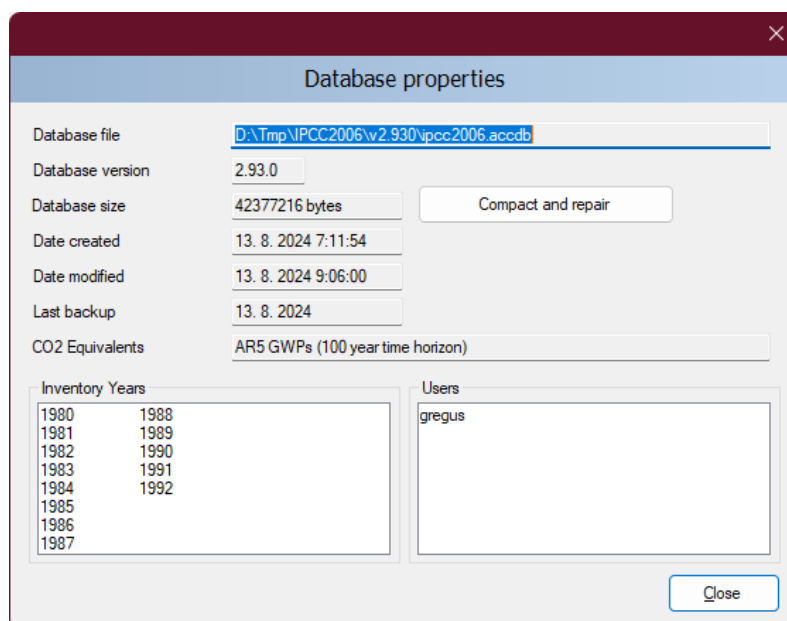 Database properties
Database file D:\Tmp\IPCC2006\v2.930\ipcc2006.accdb
Database version 2.93.0
Database size 42377216 bytes Compact and repair
Date created 13. 8. 2024 7:11:54
Date modified 13. 8. 2024 9:06:00
Last backup 13. 8. 2024
CO2 Equivalents AR5 GWPs (100 year time horizon)
Inventory Years Users
1980 1988 gregus
1981 1989
1982 1990
1983 1991
1984 1992
1985
1986
1987
Close